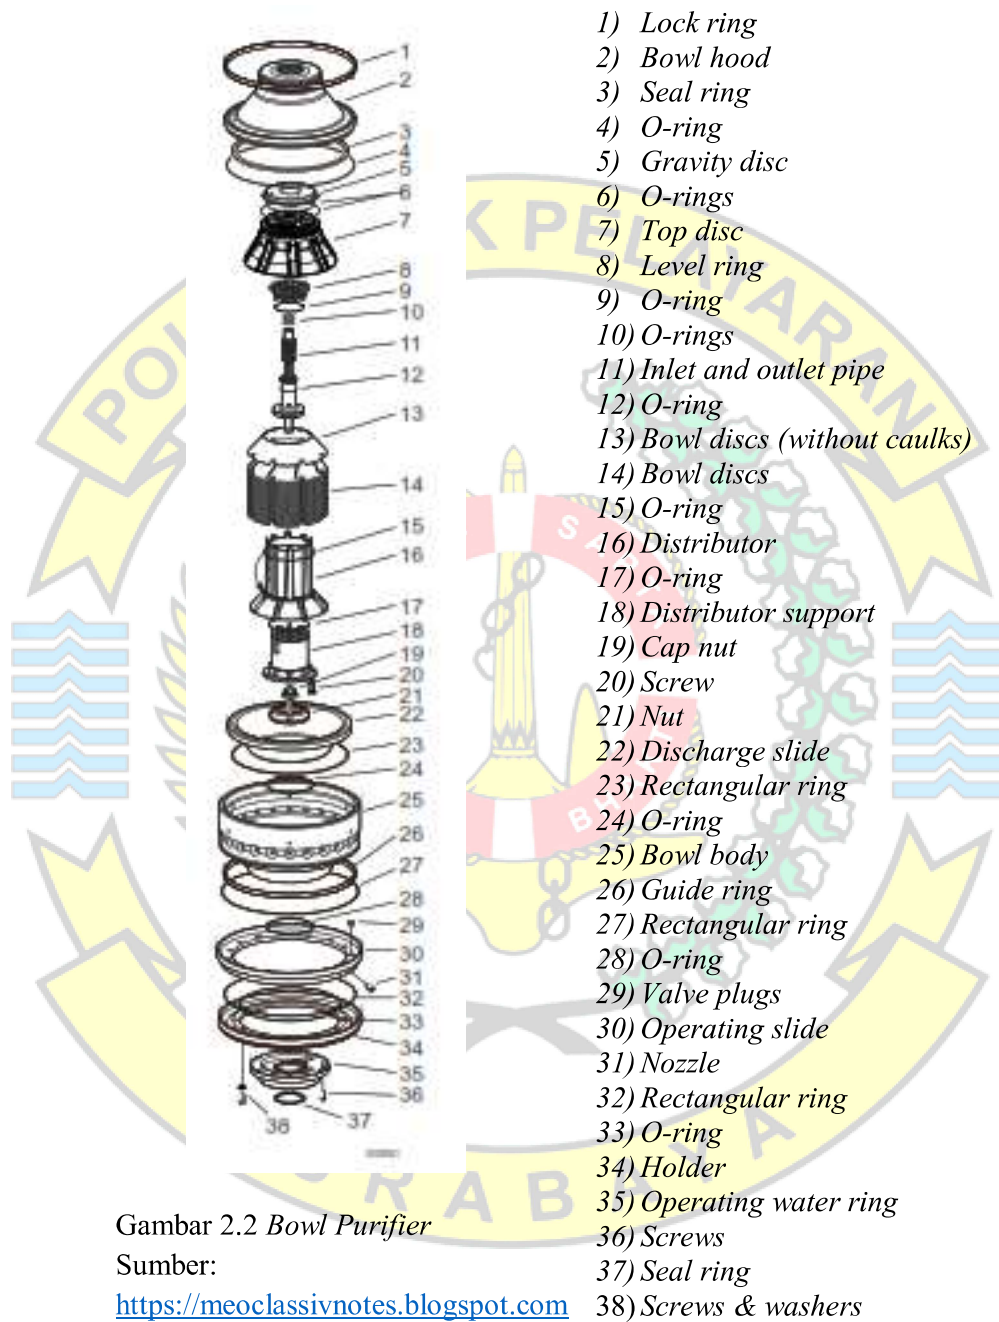 1
2
3
4
5
6
7
8
9
10
11
12
13
14
15
16
17
18
19
20
21
22
23
24
25
26
27
28
29
30
31
32
33
34
35
36
37
38
1) Lock ring
2) Bowl hood
3) Seal ring
4) O-ring
5) Gravity disc
6) O-rings
7) Top disc
8) Level ring
9) O-ring
10) O-rings
11) Inlet and outlet pipe
12) O-ring
13) Bowl discs (without caulks)
14) Bowl discs
15) O-ring
16) Distributor
17) O-ring
18) Distributor support
19) Cap nut
20) Screw
21) Nut
22) Discharge slide
23) Rectangular ring
24) O-ring
25) Bowl body
26) Guide ring
27) Rectangular ring
28) O-ring
29) Valve plugs
30) Operating slide
31) Nozzle
32) Rectangular ring
33) O-ring
34) Holder
35) Operating water ring
36) Screws
37) Seal ring
38) Screws & washers
Gambar 2.2 Bowl Purifier
Sumber:
https://meoclassivnotes.blogspot.com